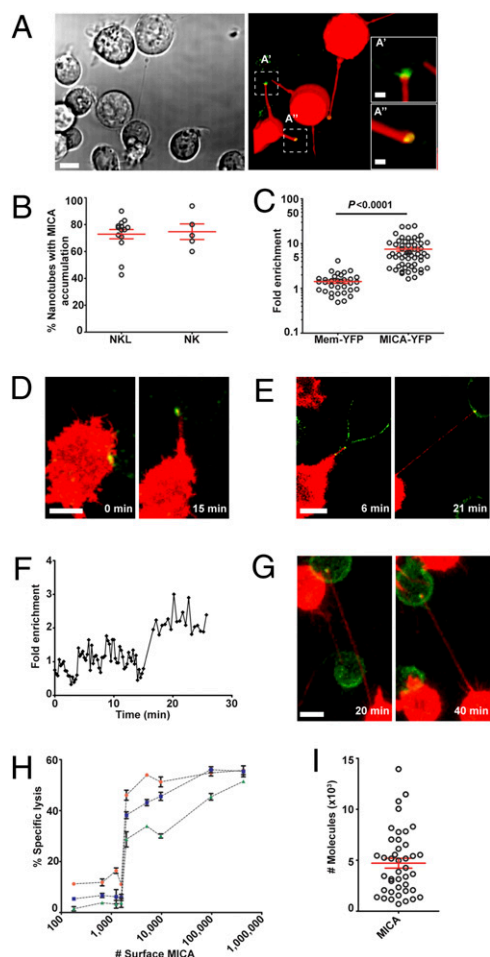 A
A'
A''
A'
A''
B
% Nanotubes with MICA
accumulation
100
80
60
40
20
0
NKL
NK
C
Fold enrichment
P<0.0001
50
10
5
1
0.1
Mem-YFP
MICA-YFP
D
0 min
15 min
E
6 min
21 min
F
Fold enrichment
4
3
2
1
0
0
10
20
30
Time (min)
G
20 min
40 min
H
% Specific lysis
60
40
20
0
100
1,000
10,000
100,000
1,000,000
# Surface MICA
I
# Molecules (x10³)
15
10
5
0
MICA